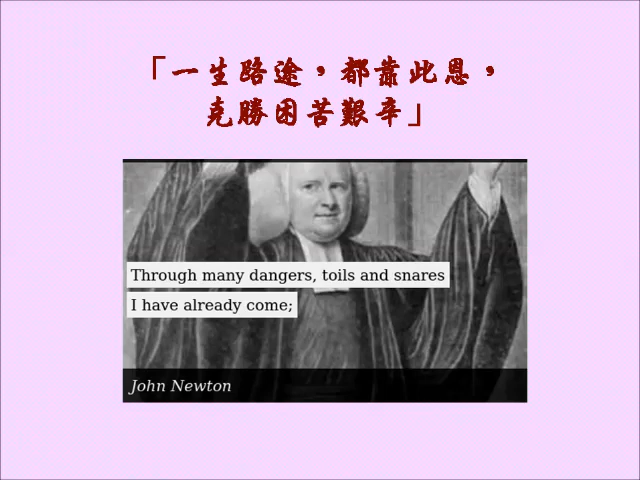 「一生路途，都靠此恩，
克勝困苦艱辛」
Through many dangers, toils and snares
I have already come;
John Newton